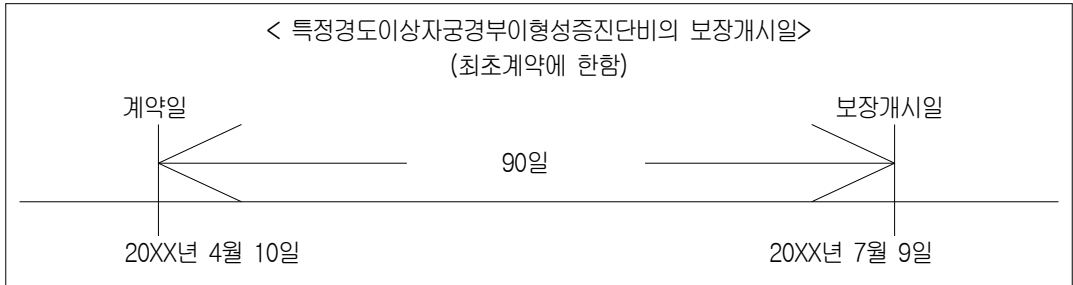 < 특정경도이상자궁경부이형성증진단비의 보장개시일>
(최초계약에 한함)
계약일 보장개시일
90일
20XX년 4월 10일 20XX년 7월 9일